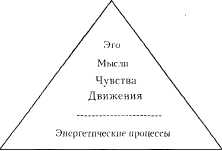 Эго
Мысли
Чувства
Движения
Энергетические процессы